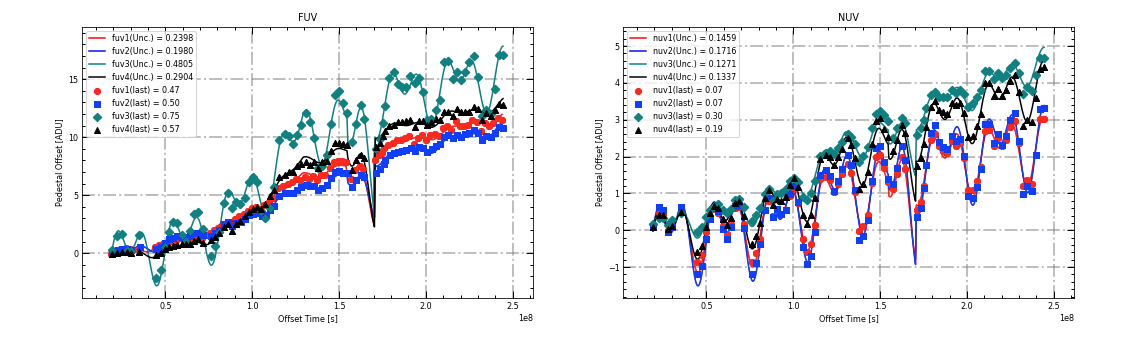 FUV
fuv1(Unc.) = 0.2398
fuv2(Unc.) = 0.1980
fuv3(Unc.) = 0.4805
fuv4(Unc.) = 0.2904
fuv1(last) = 0.47
fuv2(last) = 0.50
fuv3(last) = 0.75
fuv4(last) = 0.57
Pedestal Offset [ADU]
15
10
5
0
0.5
1.0
1.5
2.0
2.5
1e8
Offset Time [s]
NUV
nuv1(Unc.) = 0.1459
nuv2(Unc.) = 0.1716
nuv3(Unc.) = 0.1271
nuv4(Unc.) = 0.1337
nuv1(last) = 0.07
nuv2(last) = 0.07
nuv3(last) = 0.30
nuv4(last) = 0.19
Pedestal Offset [ADU]
5
4
3
2
1
0
−1
0.5
1.0
1.5
2.0
2.5
1e8
Offset Time [s]